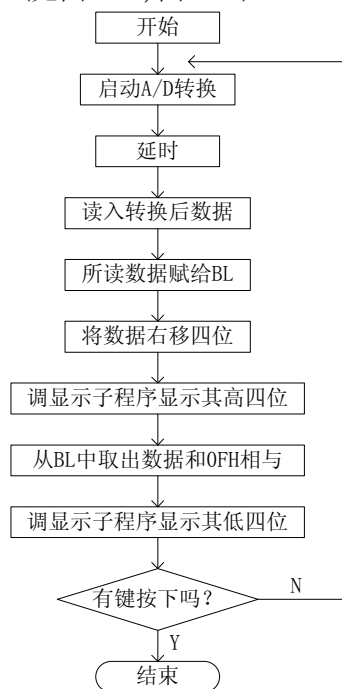 开始
启动A/D转换
延时
读入转换后数据
所读数据赋给BL
将数据右移四位
调显示子程序显示其高四位
从BL中取出数据和0FH相与
调显示子程序显示其低四位
有键按下吗？
N
Y
结束